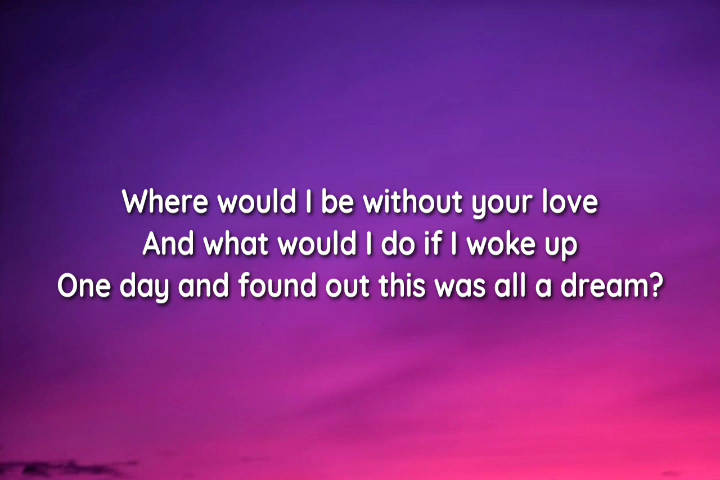 Where would I be without your love
And what would I do if I woke up
One day and found out this was all a dream?